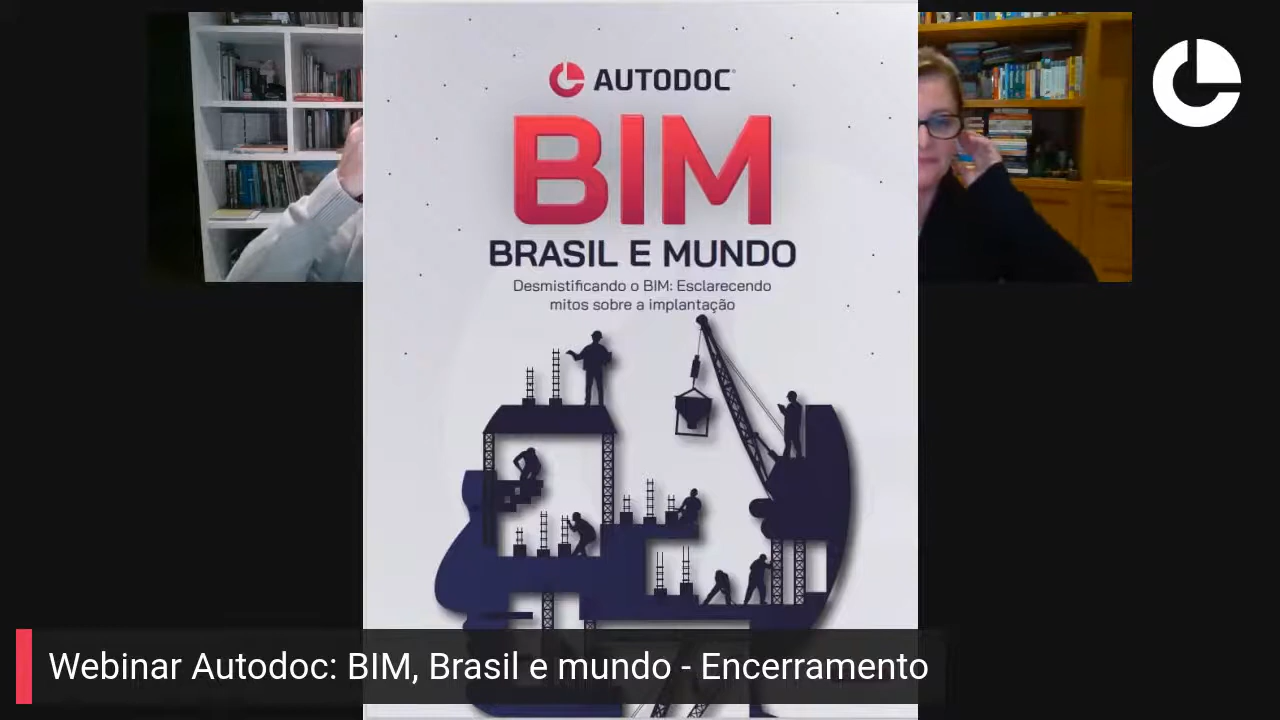 AUTODOC
BIM
BRASIL E MUNDO
Desmistificando o BIM: Esclarecendo
mitos sobre a implantação
Webinar Autodoc: BIM, Brasil e mundo - Encerramento